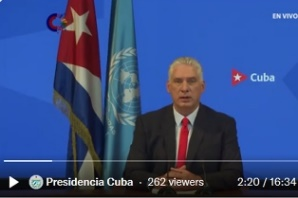 EN VIVO
Cuba
Presidencia Cuba · 262 viewers
2:20 / 16:34